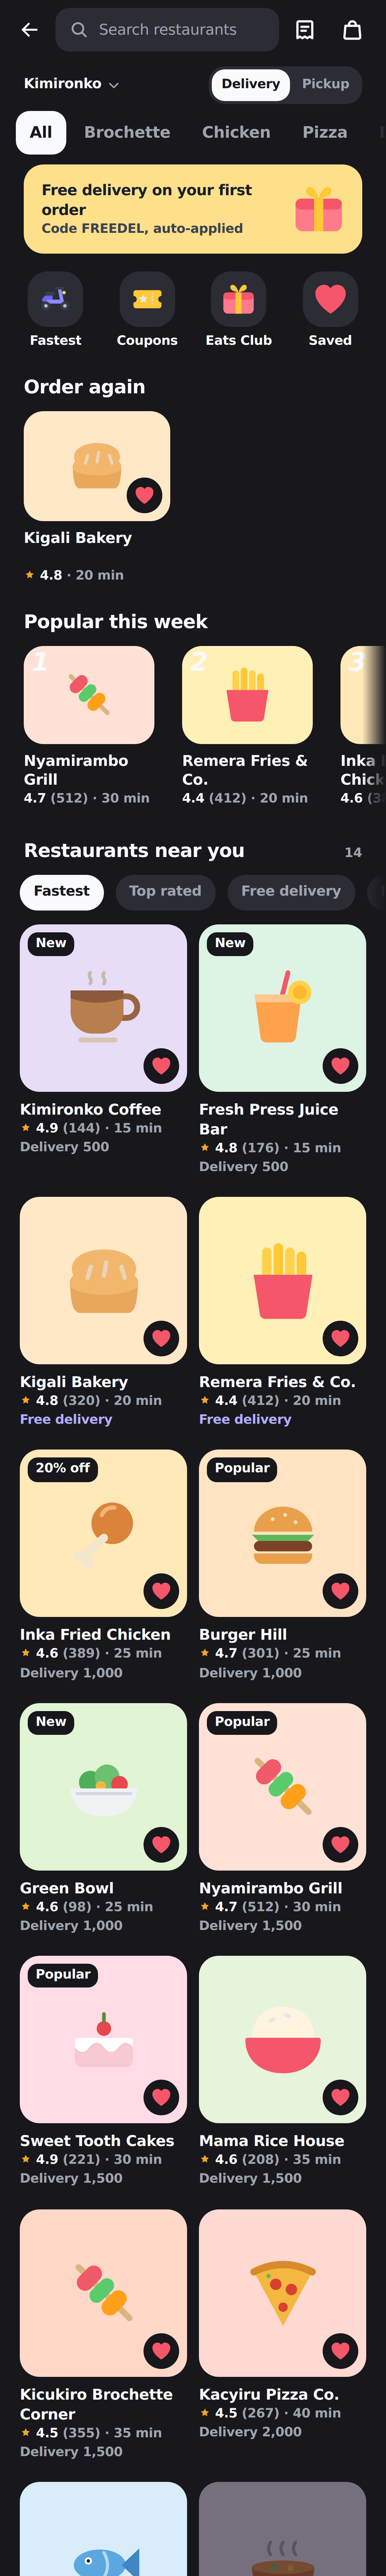 Search restaurants
Kimironko
Delivery
Pickup
All
Brochette
Chicken
Pizza
Free delivery on your first
order
Code FREEDEL, auto-applied
Fastest
Coupons
Eats Club
Saved
Order again
Kigali Bakery
4.8 · 20 min
Popular this week
1
2
3
Nyamirambo
Grill
4.7 (512) · 30 min
Remera Fries &
Co.
4.4 (412) · 20 min
Inka
Chick
4.6
Restaurants near you
14
Fastest
Top rated
Free delivery
New
Kimironko Coffee
4.9 (144) · 15 min
Delivery 500
New
Fresh Press Juice
Bar
4.8 (176) · 15 min
Delivery 500
Kigali Bakery
4.8 (320) · 20 min
Free delivery
Remera Fries & Co.
4.4 (412) · 20 min
Free delivery
20% off
Inka Fried Chicken
4.6 (389) · 25 min
Delivery 1,000
Popular
Burger Hill
4.7 (301) · 25 min
Delivery 1,000
New
Green Bowl
4.6 (98) · 25 min
Delivery 1,000
Popular
Nyamirambo Grill
4.7 (512) · 30 min
Delivery 1,500
Popular
Sweet Tooth Cakes
4.9 (221) · 30 min
Delivery 1,500
Mama Rice House
4.6 (208) · 35 min
Delivery 1,500
Kicukiro Brochette
Corner
4.5 (355) · 35 min
Delivery 1,500
Kacyiru Pizza Co.
4.5 (267) · 40 min
Delivery 2,000